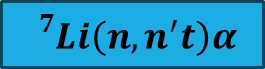 ⁷Li(n, n′t)α